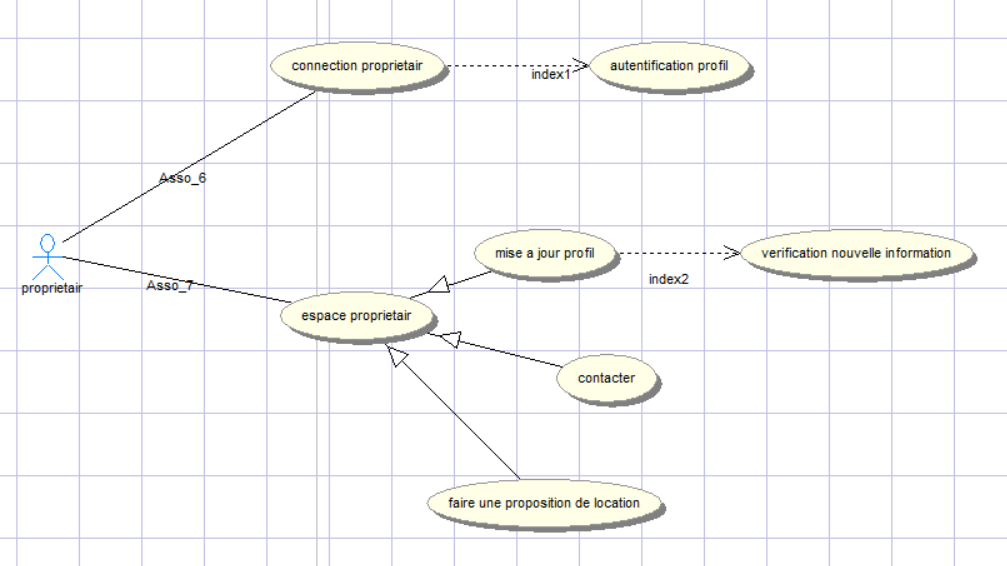 connection proprietair
index1
autentification profil
Asso_6
proprietair
Asso_7
mise a jour profil
index2
verification nouvelle information
espace proprietair
contacter
faire une proposition de location